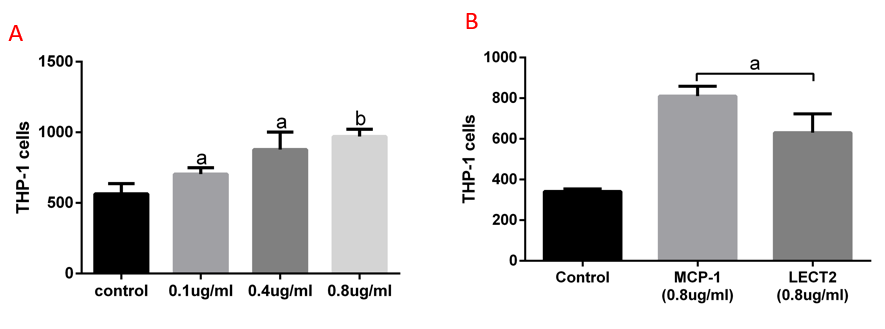 A
THP-1 cells
1500
1000
500
0
a
a
b
control
0.1ug/ml
0.4ug/ml
0.8ug/ml
B
THP-1 cells
1000
800
600
400
200
0
a
Control
MCP-1
(0.8ug/ml)
LECT2
(0.8ug/ml)